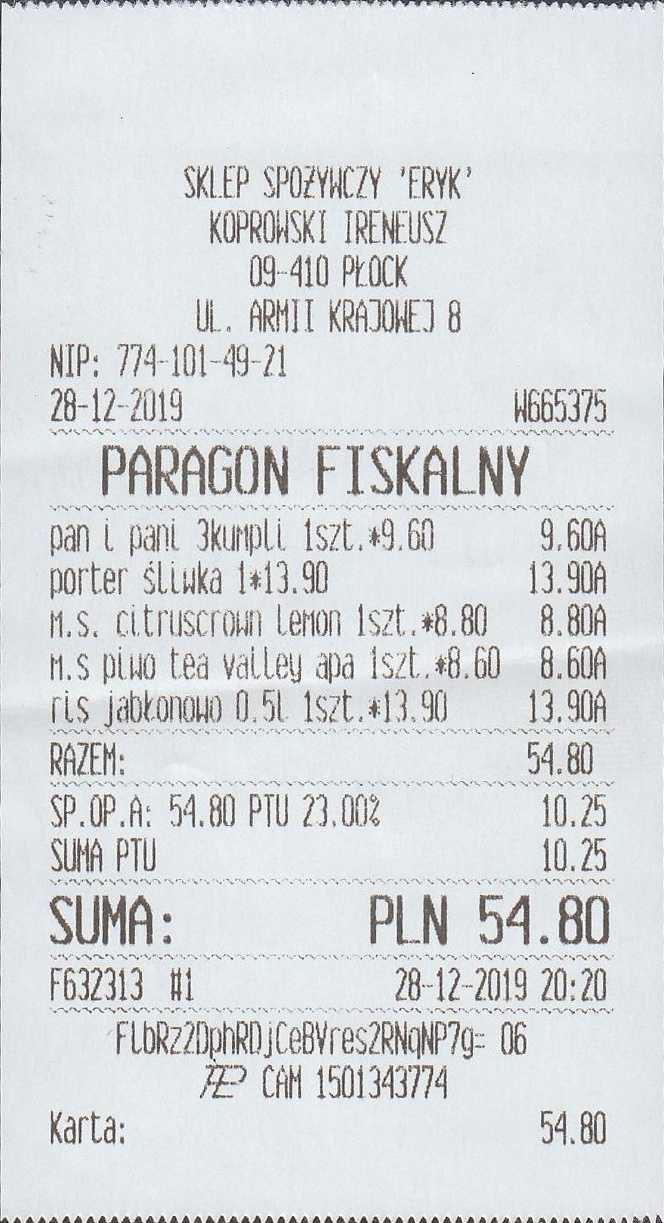 SKLEP SPOŻYWCZY 'ERYK'
KOPROWSKI IRENEUSZ
09-410 PŁOCK
UL. ARMII KRAJOWEJ 8
NIP: 774-101-49-21
28-12-2019 W665375
PARAGON FISKALNY
pan i pani 3kumpli 1szt.*9.60 9.60A
porter śliwka 1*13.90 13.90A
m.s. citruscrown lemon 1szt.*8.80 8.80A
m.s piwo tea valley apa 1szt.*8.60 8.60A
ris jabłonowo 0.5l 1szt.*13.90 13.90A
RAZEM: 54.80
SP.OP.A: 54.80 PTU 23.00% 10.25
SUMA PTU 10.25
SUMA: PLN 54.80
F632313 #1 28-12-2019 20:20
FlbRz2DphRDjCeBVres2RNqNP7g= 06
CAM 1501343774
Karta: 54.80